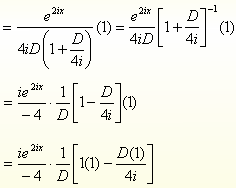 = \frac{e^{2ix}}{4iD\left(1+\frac{D}{4i}\right)}(1) = \frac{e^{2ix}}{4iD}\left[1+\frac{D}{4i}\right]^{-1}(1)
= \frac{ie^{2ix}}{-4} \cdot \frac{1}{D}\left[1-\frac{D}{4i}\right](1)
= \frac{ie^{2ix}}{-4} \cdot \frac{1}{D}\left[1(1)-\frac{D(1)}{4i}\right]